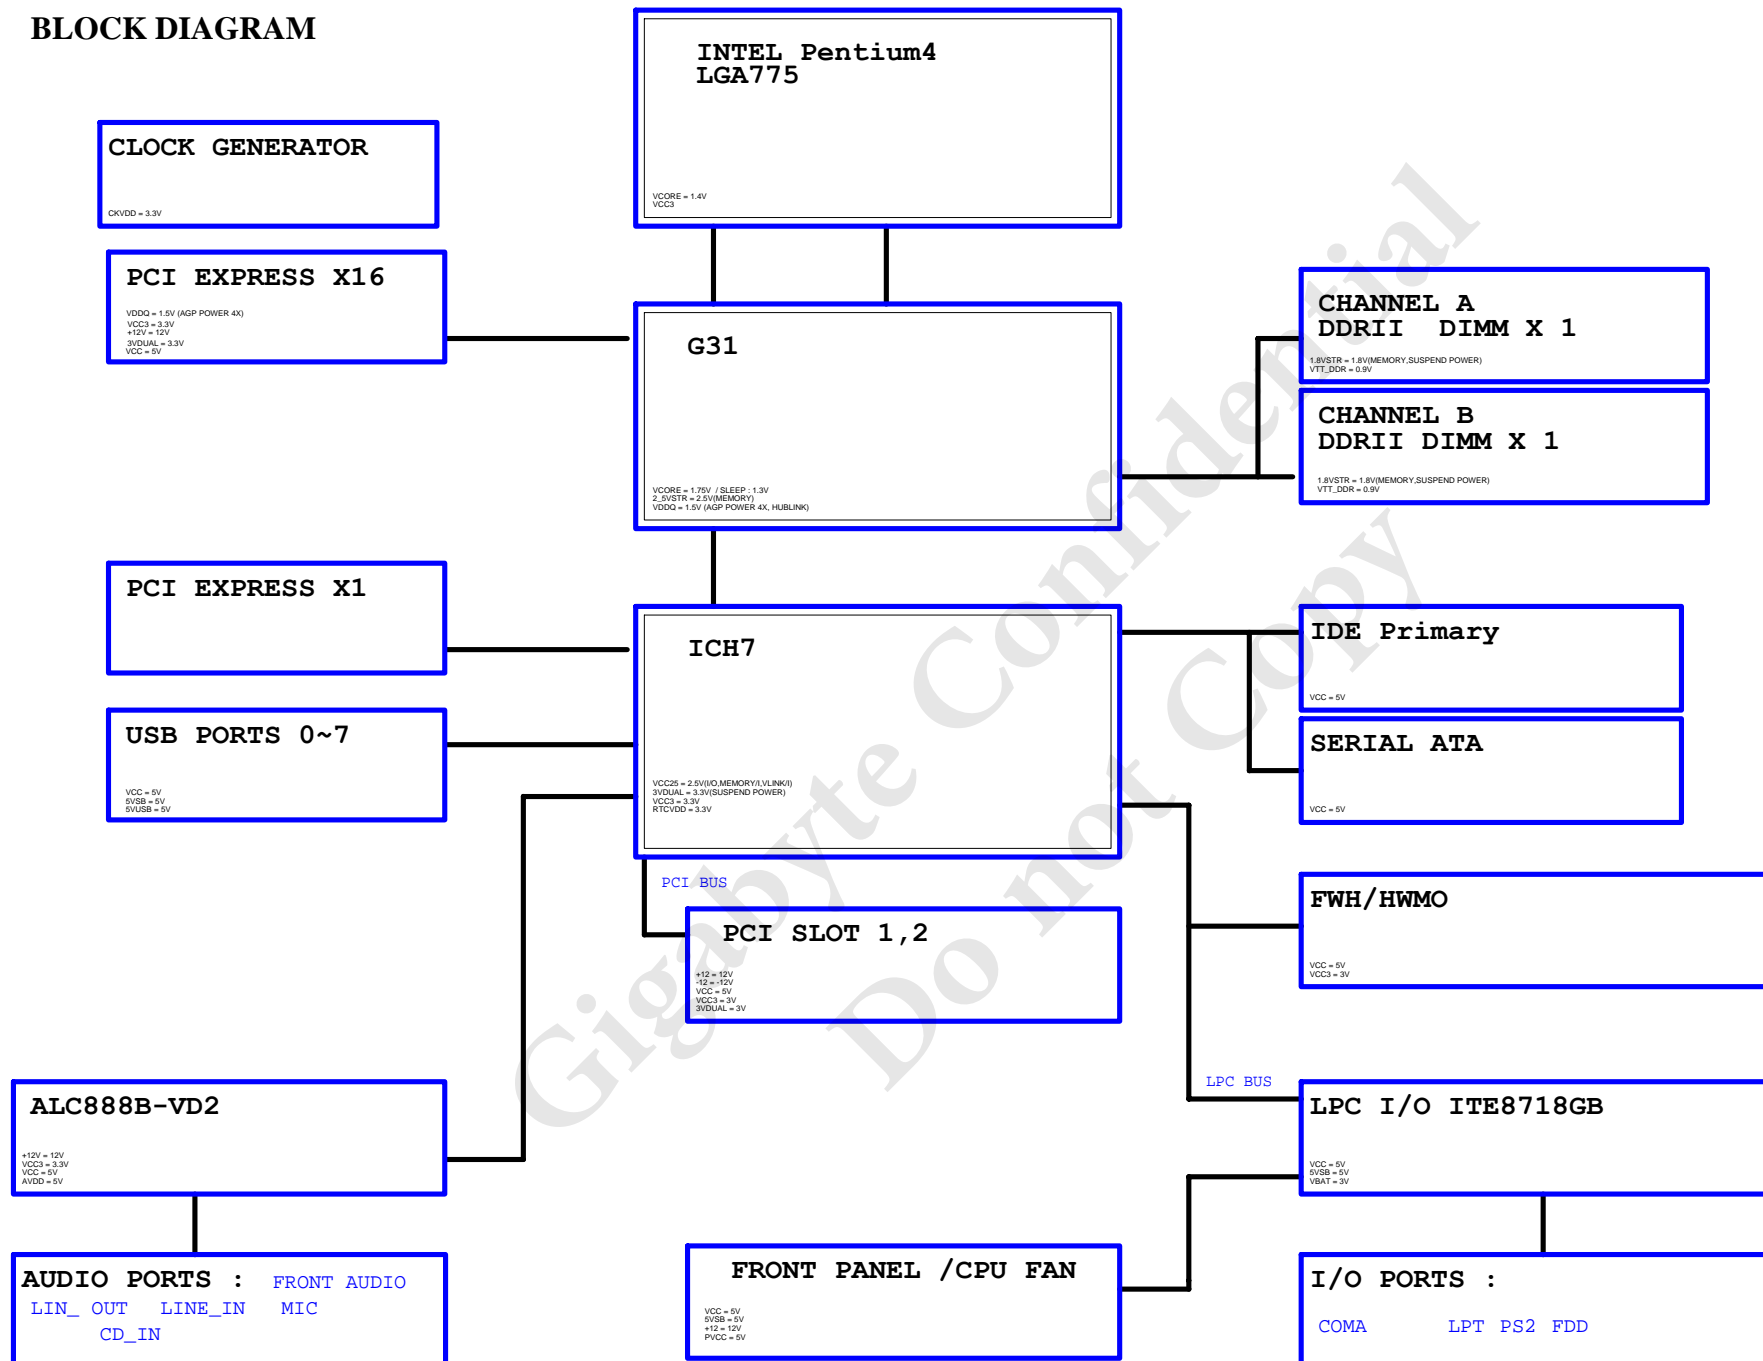 BLOCK DIAGRAM
INTEL Pentium4
LGA775
VCORE = 1.4V
VCC3
CLOCK GENERATOR
CKVDD = 3.3V
PCI EXPRESS X16
VDDQ = 1.5V (AGP POWER 4X)
VCC3 = 3.3V
+12V = 12V
3VDUAL = 3.3V
VCC = 5V
G31
VCORE = 1.75V / SLEEP : 1.3V
2_5VSTR = 2.5V(MEMORY)
VDDQ = 1.5V (AGP POWER 4X, HUBLINK)
CHANNEL A
DDRII DIMM X 1
1.8VSTR = 1.8V(MEMORY,SUSPEND POWER)
VTT_DDR = 0.9V
CHANNEL B
DDRII DIMM X 1
1.8VSTR = 1.8V(MEMORY,SUSPEND POWER)
VTT_DDR = 0.9V
PCI EXPRESS X1
USB PORTS 0~7
VCC = 5V
5VSB = 5V
5VUSB = 5V
ICH7
VCC25 = 2.5V(I/O,MEMORY/I,VLINK/I)
3VDUAL = 3.3V(SUSPEND POWER)
VCC3 = 3.3V
RTCVDD = 3.3V
IDE Primary
VCC = 5V
SERIAL ATA
VCC = 5V
PCI BUS
PCI SLOT 1,2
+12 = 12V
-12 = -12V
VCC = 5V
VCC3 = 3V
3VDUAL = 3V
FWH/HWMO
VCC = 5V
VCC3 = 3V
LPC BUS
LPC I/O ITE8718GB
VCC = 5V
5VSB = 5V
VBAT = 3V
ALC888B-VD2
+12V = 12V
VCC3 = 3.3V
VCC = 5V
AVDD = 5V
AUDIO PORTS : FRONT AUDIO
LIN_ OUT LINE_IN MIC
CD_IN
FRONT PANEL /CPU FAN
VCC = 5V
5VSB = 5V
+12 = 12V
PVCC = 5V
I/O PORTS :
COMA LPT PS2 FDD
Gigabyte Confidential
Do not Copy